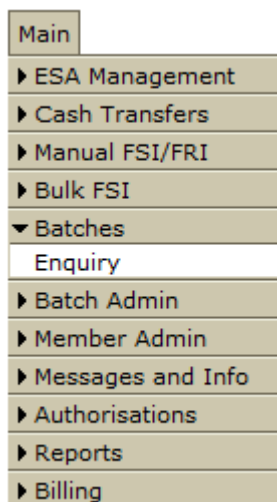 Main
ESA Management
Cash Transfers
Manual FSI/FRI
Bulk FSI
Batches
Enquiry
Batch Admin
Member Admin
Messages and Info
Authorisations
Reports
Billing